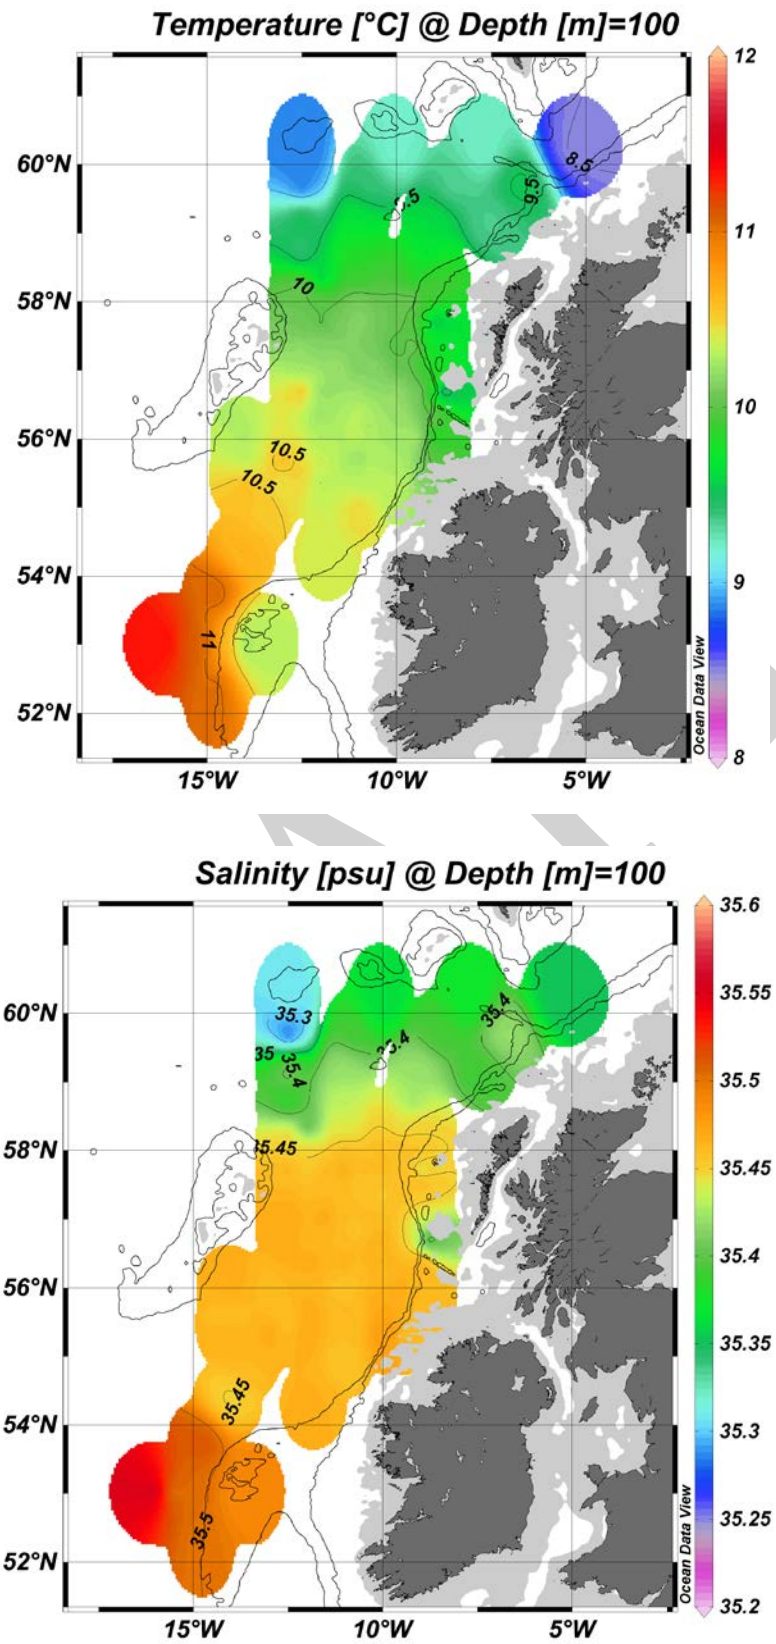 Temperature [°C] @ Depth [m]=100
12
60°N
8.5
9.5
9.5
11
58°N
10
56°N
10
10.5
10.5
54°N
9
11
52°N
Ocean Data View
8
15°W
10°W
5°W
Salinity [psu] @ Depth [m]=100
35.6
35.55
60°N
35.3
35.4
35.4
35
35.4
35.5
58°N
35.45
35.45
56°N
35.4
35.35
54°N
35.45
35.3
35.5
35.25
52°N
Ocean Data View
35.2
15°W
10°W
5°W